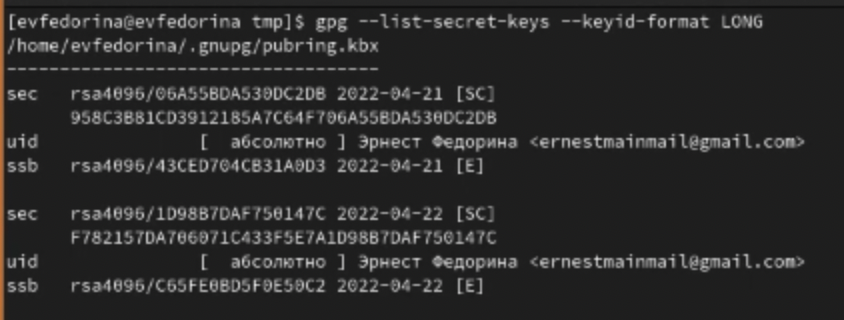 [evfedorina@evfedorina tmp]$ gpg --list-secret-keys --keyid-format LONG
/home/evfedorina/.gnupg/pubring.kbx
-----------------------------------
sec   rsa4096/06A55BDA530DC2DB 2022-04-21 [SC]
      958C3B81CD3912185A7C64F706A55BDA530DC2DB
uid               [  абсолютно ] Эрнест Федорина <ernestmainmail@gmail.com>
ssb   rsa4096/43CED704CB31A0D3 2022-04-21 [E]

sec   rsa4096/1D98B7DAF750147C 2022-04-22 [SC]
      F782157DA706071C433F5E7A1D98B7DAF750147C
uid               [  абсолютно ] Эрнест Федорина <ernestmainmail@gmail.com>
ssb   rsa4096/C65FE0BD5F0E50C2 2022-04-22 [E]